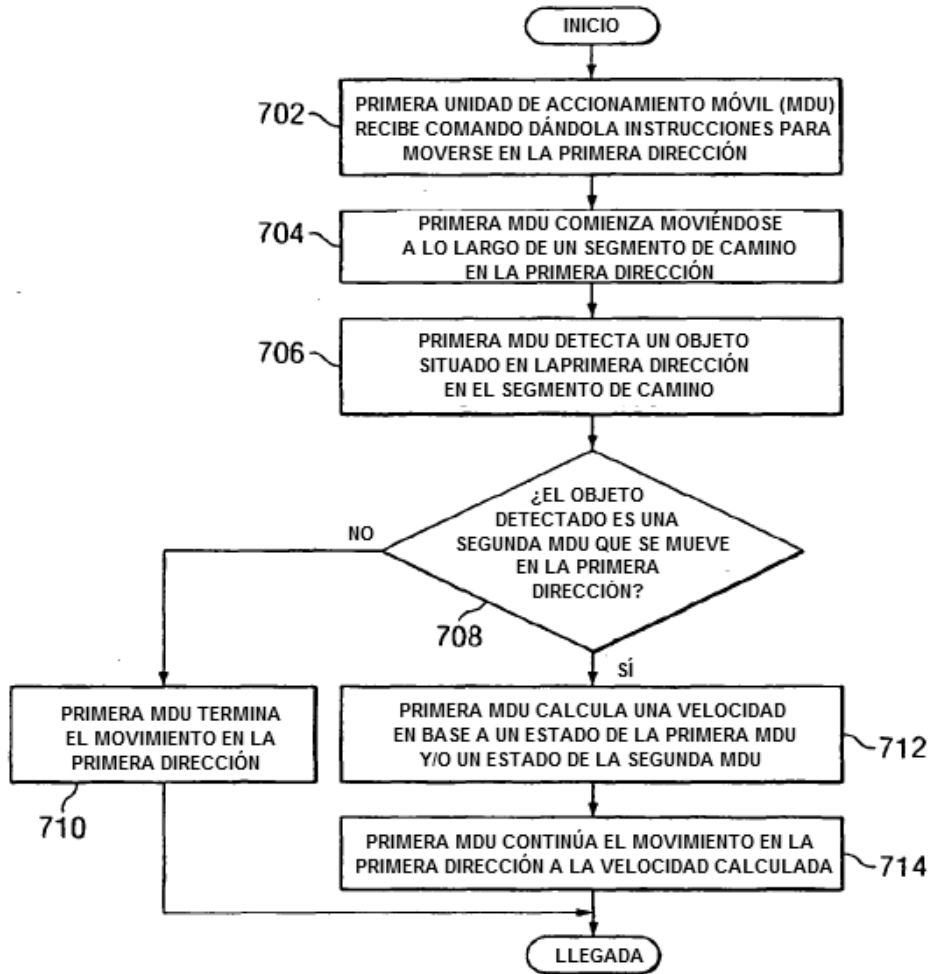 INICIO
702
PRIMERA UNIDAD DE ACCIONAMIENTO MÓVIL (MDU)
RECIBE COMANDO DÁNDOLA INSTRUCCIONES PARA
MOVERSE EN LA PRIMERA DIRECCIÓN
704
PRIMERA MDU COMIENZA MOVIÉNDOSE
A LO LARGO DE UN SEGMENTO DE CAMINO
EN LA PRIMERA DIRECCIÓN
706
PRIMERA MDU DETECTA UN OBJETO
SITUADO EN LAPRIMERA DIRECCIÓN
EN EL SEGMENTO DE CAMINO
¿EL OBJETO
DETECTADO ES UNA
SEGUNDA MDU QUE SE MUEVE
EN LA PRIMERA
DIRECCIÓN?
NO
708
SÍ
PRIMERA MDU TERMINA
EL MOVIMIENTO EN LA
PRIMERA DIRECCIÓN
710
PRIMERA MDU CALCULA UNA VELOCIDAD
EN BASE A UN ESTADO DE LA PRIMERA MDU
Y/O UN ESTADO DE LA SEGUNDA MDU
712
PRIMERA MDU CONTINÚA EL MOVIMIENTO EN LA
PRIMERA DIRECCIÓN A LA VELOCIDAD CALCULADA
714
LLEGADA